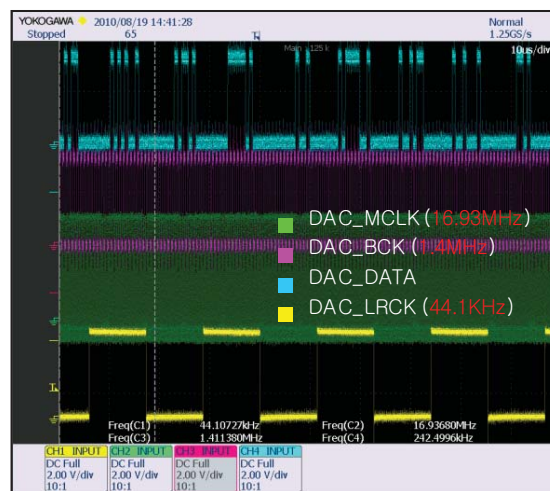 YOKOGAWA 2010/08/19 14:41:28 Normal
Stopped 65 1.25GS/s
Main : 125 k 10us/div
DAC_MCLK (16.93MHz)
DAC_BCK (1.4MHz)
DAC_DATA
DAC_LRCK (44.1KHz)
Freq(C1) 44.10727kHz Freq(C2) 16.93680MHz
Freq(C3) 1.411380MHz Freq(C4) 242.4996kHz
CH1 INPUT CH2 INPUT CH3 INPUT CH4 INPUT
DC Full DC Full DC Full DC Full
2.00 V/div 2.00 V/div 2.00 V/div 2.00 V/div
10:1 10:1 10:1 10:1